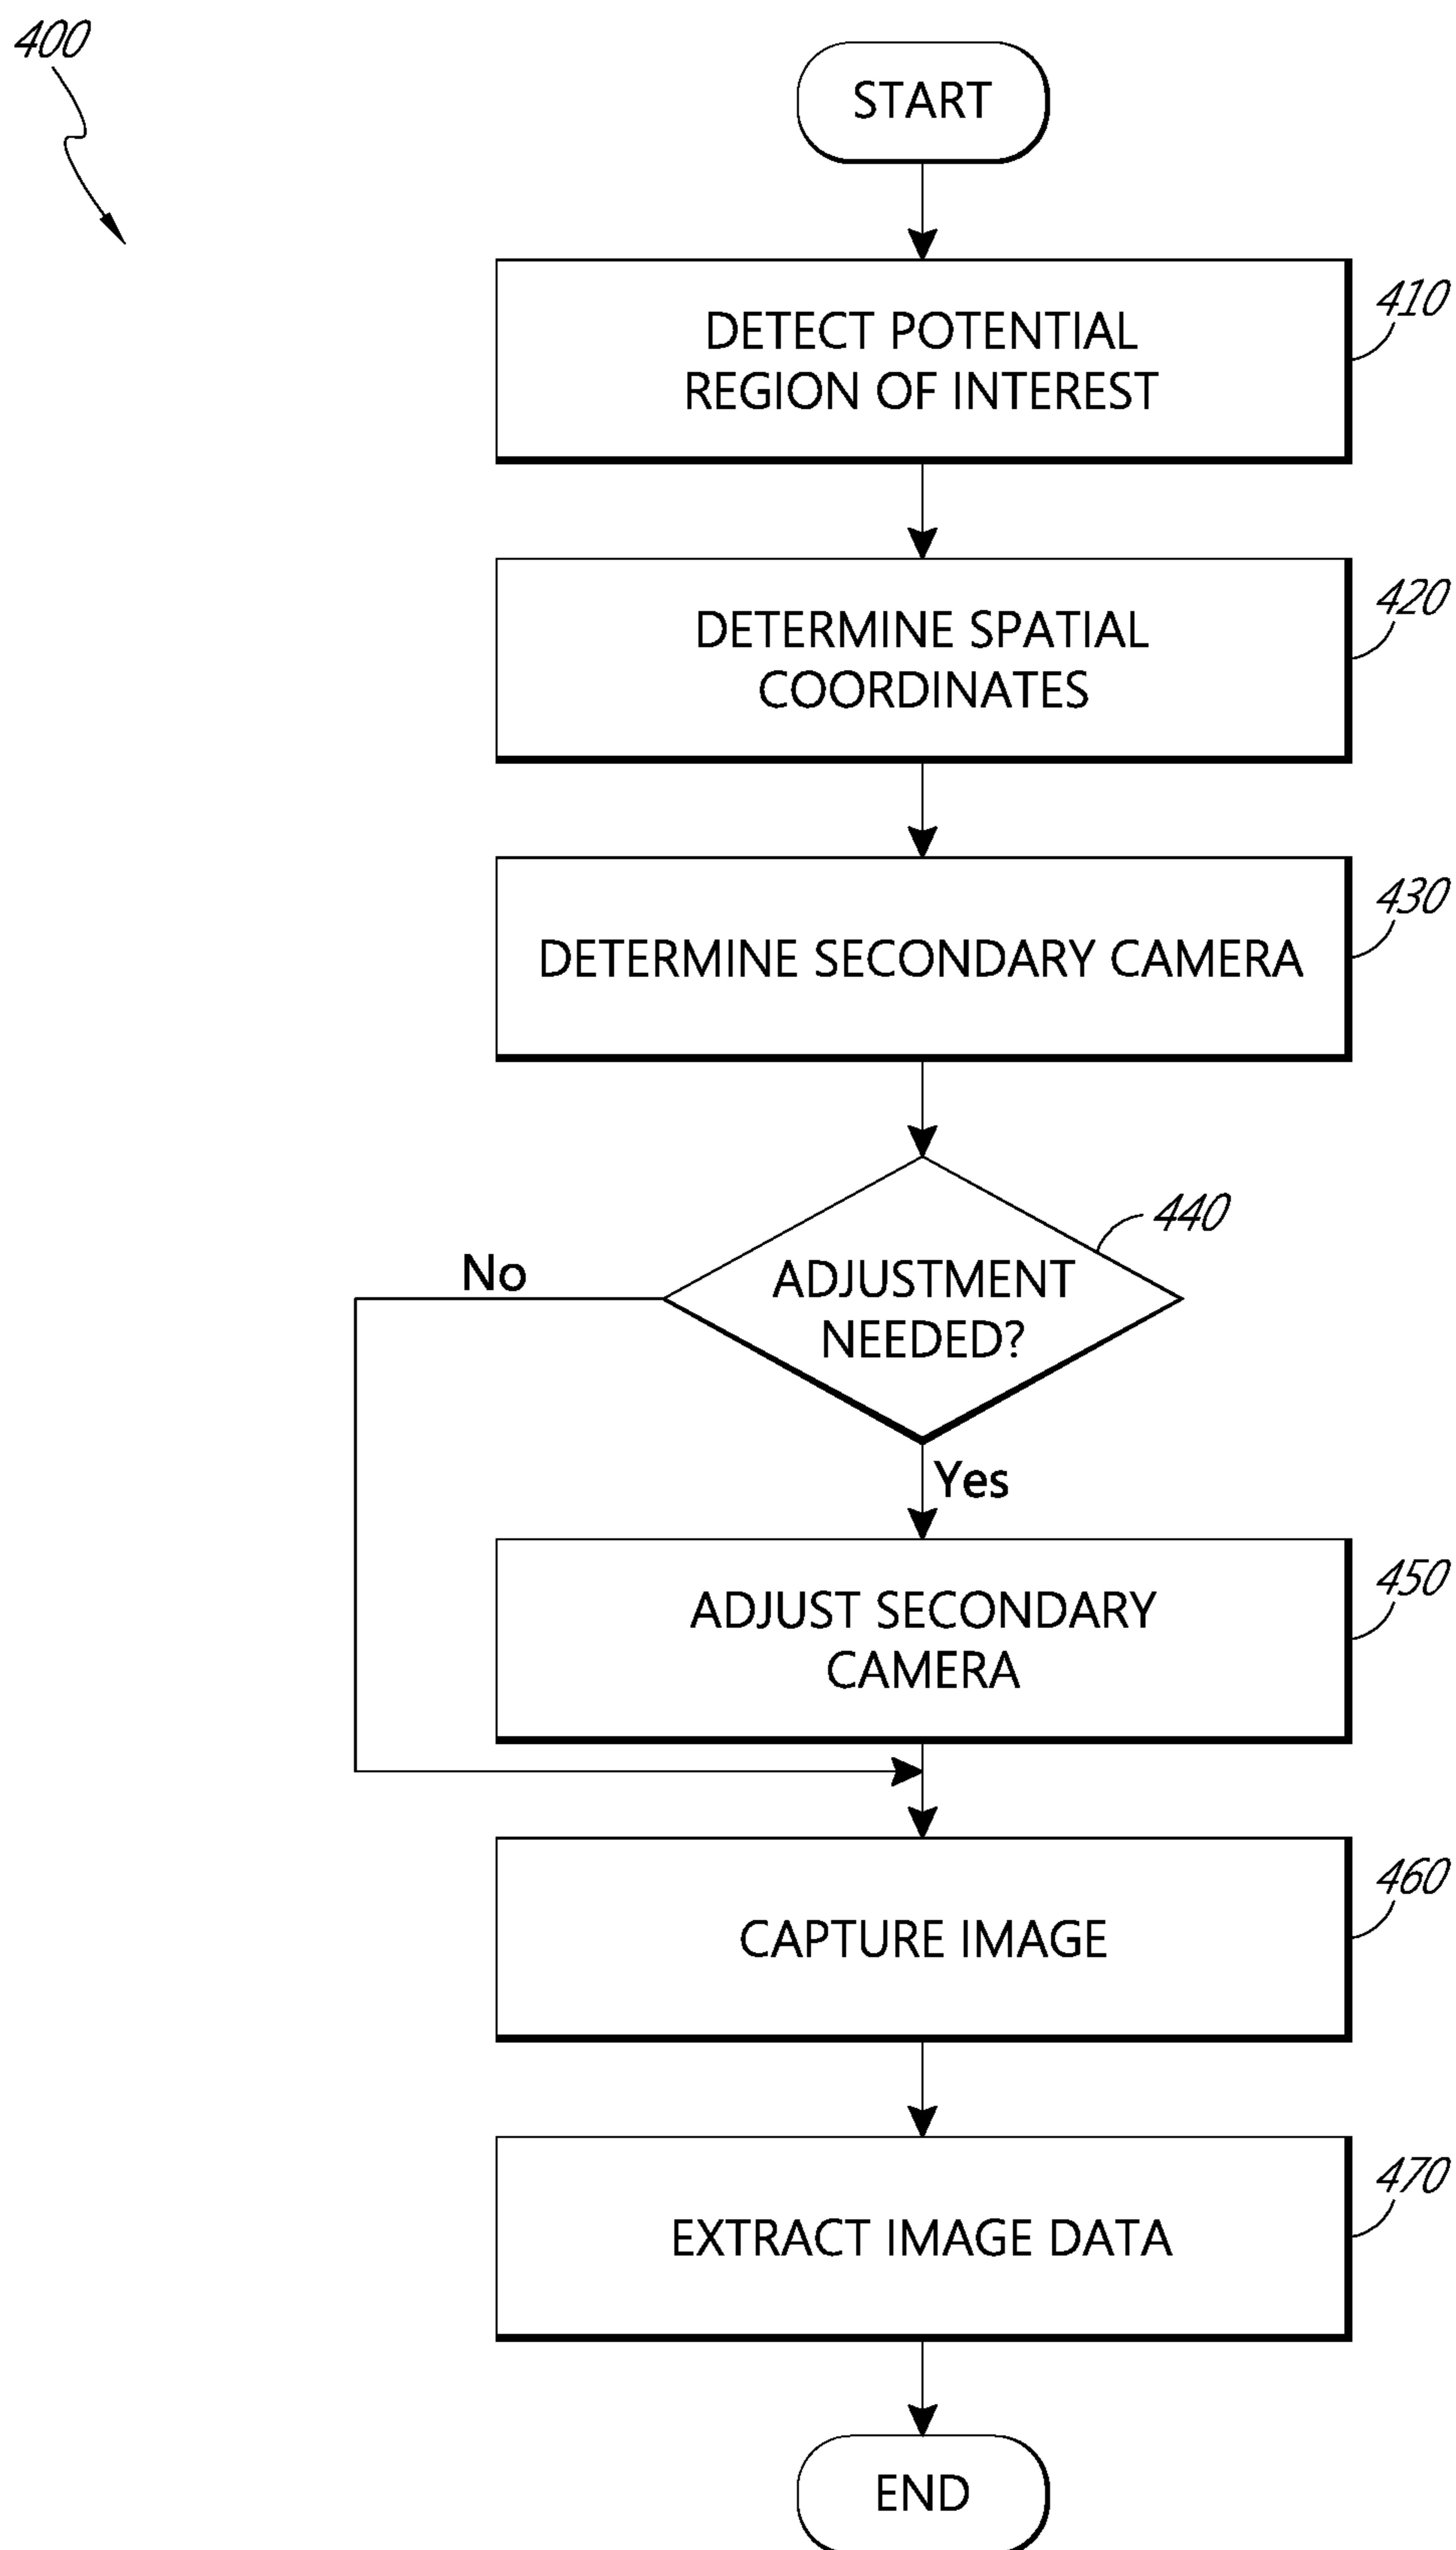 400
START
DETECT POTENTIAL
REGION OF INTEREST
410
DETERMINE SPATIAL
COORDINATES
420
DETERMINE SECONDARY CAMERA
430
440
No
ADJUSTMENT
NEEDED?
Yes
ADJUST SECONDARY
CAMERA
450
CAPTURE IMAGE
460
EXTRACT IMAGE DATA
470
END